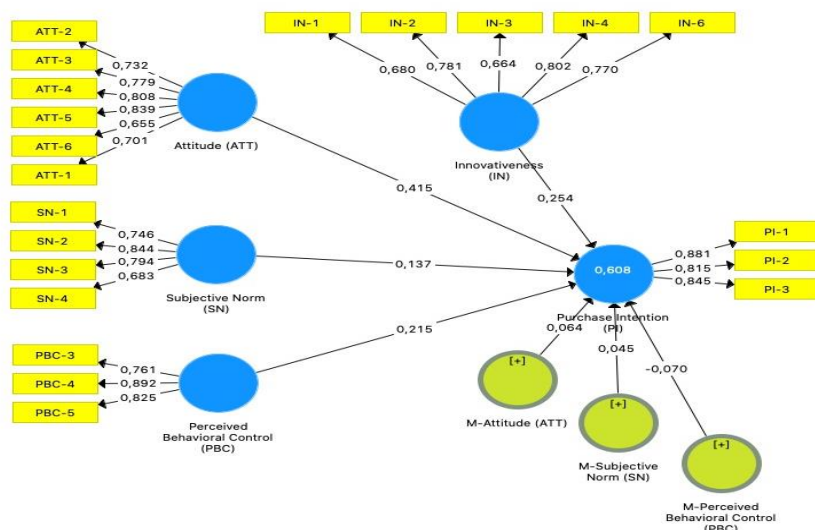 ATT-2
ATT-3
ATT-4
ATT-5
ATT-6
ATT-1
0,732
0,779
0,808
0,839
0,655
0,701
Attitude (ATT)
IN-1
IN-2
IN-3
IN-4
IN-6
0,680
0,781
0,664
0,802
0,770
Innovativeness
(IN)
0,415
0,254
SN-1
SN-2
SN-3
SN-4
0,746
0,844
0,794
0,683
Subjective Norm
(SN)
0,137
0,608
Purchase Intention
(PI)
0,881
0,815
0,845
PI-1
PI-2
PI-3
PBC-3
PBC-4
PBC-5
0,761
0,892
0,825
Perceived
Behavioral Control
(PBC)
0,215
0,064
0,045
-0,070
[+]
M-Attitude (ATT)
[+]
M-Subjective
Norm (SN)
[+]
M-Perceived
Behavioral Control
(PBC)